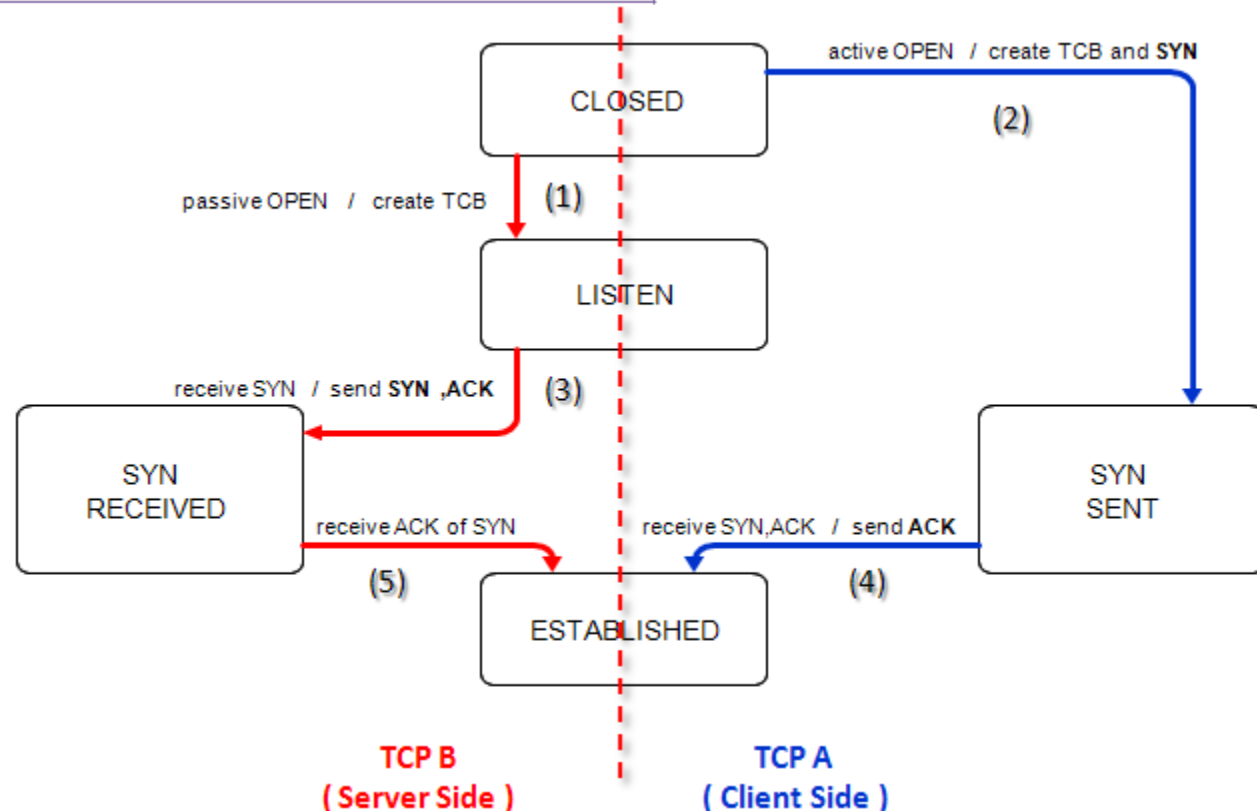 active OPEN / create TCB and SYN
CLOSED
(2)
passive OPEN / create TCB
(1)
LISTEN
receive SYN / send SYN ,ACK
(3)
SYN
RECEIVED
SYN
SENT
receive ACK of SYN
receive SYN,ACK / send ACK
(5)
(4)
ESTABLISHED
TCP B
( Server Side )
TCP A
( Client Side )